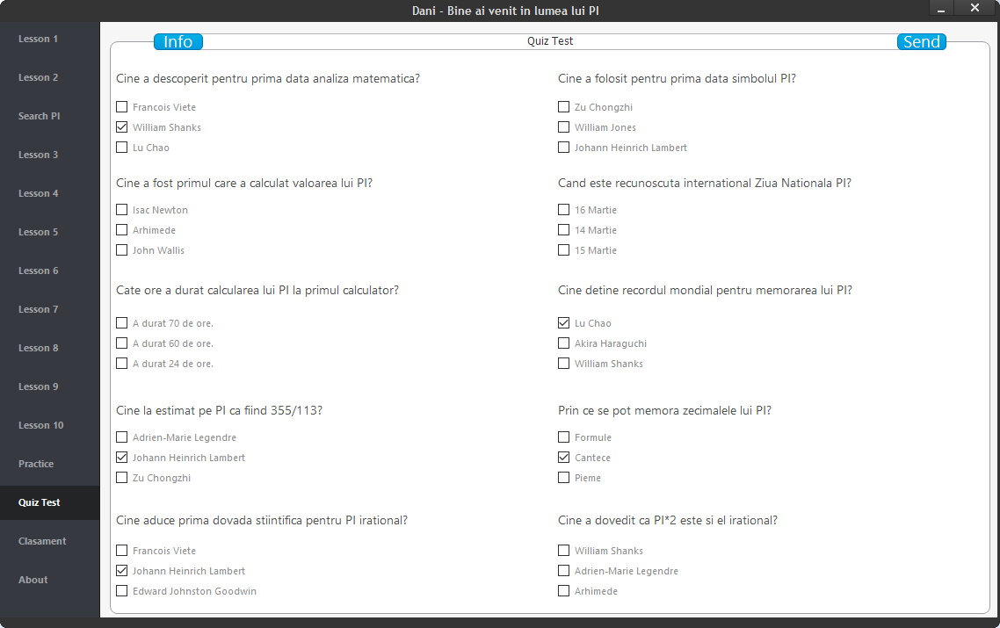 Dani - Bine ai venit in lumea lui PI
Lesson 1
Lesson 2
Search PI
Lesson 3
Lesson 4
Lesson 5
Lesson 6
Lesson 7
Lesson 8
Lesson 9
Lesson 10
Practice
Quiz Test
Clasament
About
Info
Quiz Test
Send
Cine a descoperit pentru prima data analiza matematica?
Francois Viete
William Shanks
Lu Chao
Cine a fost primul care a calculat valoarea lui PI?
Isac Newton
Arhimede
John Wallis
Cate ore a durat calcularea lui PI la primul calculator?
A durat 70 de ore.
A durat 60 de ore.
A durat 24 de ore.
Cine la estimat pe PI ca fiind 355/113?
Adrien-Marie Legendre
Johann Heinrich Lambert
Zu Chongzhi
Cine aduce prima dovada stiintifica pentru PI irational?
Francois Viete
Johann Heinrich Lambert
Edward Johnston Goodwin
Cine a folosit pentru prima data simbolul PI?
Zu Chongzhi
William Jones
Johann Heinrich Lambert
Cand este recunoscuta international Ziua Nationala PI?
16 Martie
14 Martie
15 Martie
Cine detine recordul mondial pentru memorarea lui PI?
Lu Chao
Akira Haraguchi
William Shanks
Prin ce se pot memora zecimalele lui PI?
Formule
Cantece
Pieme
Cine a dovedit ca PI*2 este si el irational?
William Shanks
Adrien-Marie Legendre
Arhimede